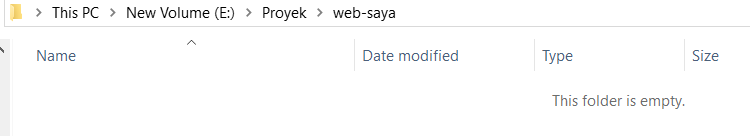 This PC > New Volume (E:) > Proyek > web-saya
Name Date modified Type Size
This folder is empty.